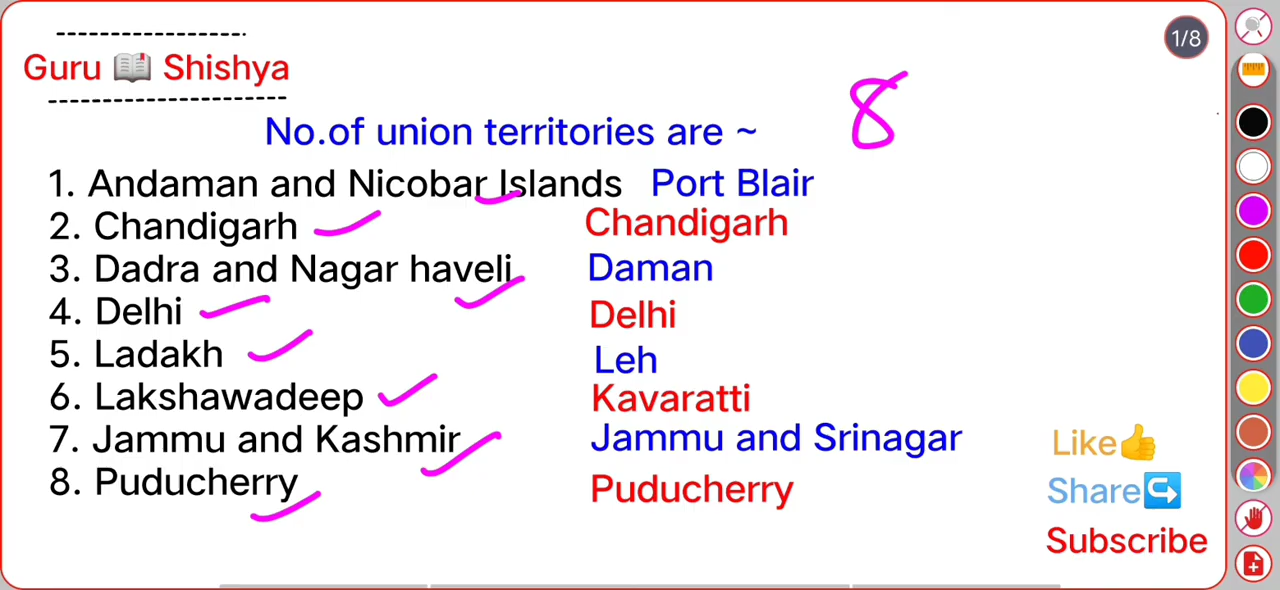 1/8
Guru 📖 Shishya
No.of union territories are ~ 8
1. Andaman and Nicobar Islands Port Blair
2. Chandigarh Chandigarh
3. Dadra and Nagar haveli Daman
4. Delhi Delhi
5. Ladakh Leh
6. Lakshawadeep Kavaratti
7. Jammu and Kashmir Jammu and Srinagar
8. Puducherry Puducherry
Like👍
Share↪️
Subscribe